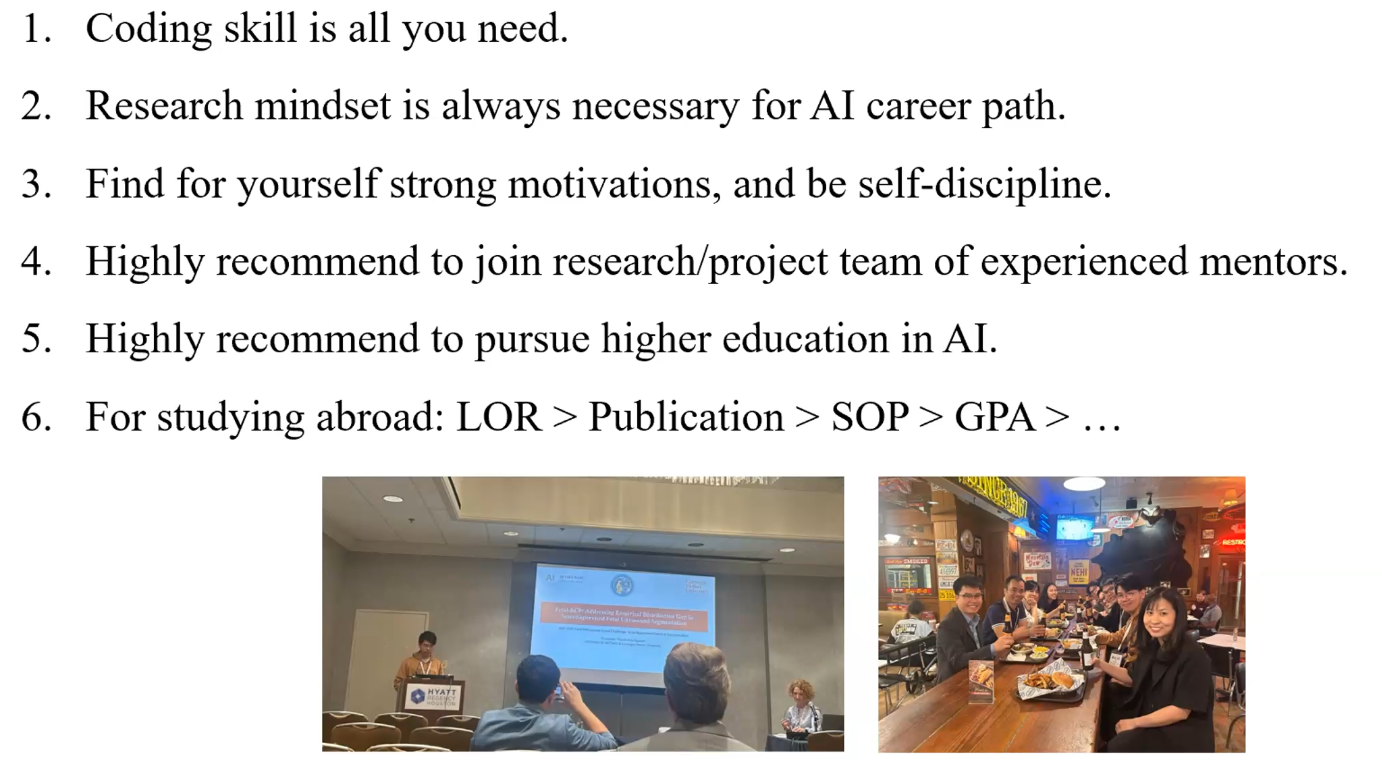 1. Coding skill is all you need.
2. Research mindset is always necessary for AI career path.
3. Find for yourself strong motivations, and be self-discipline.
4. Highly recommend to join research/project team of experienced mentors.
5. Highly recommend to pursue higher education in AI.
6. For studying abroad: LOR > Publication > SOP > GPA > …
AI
HYATT
REGENCY
HOUSTON
NEHI